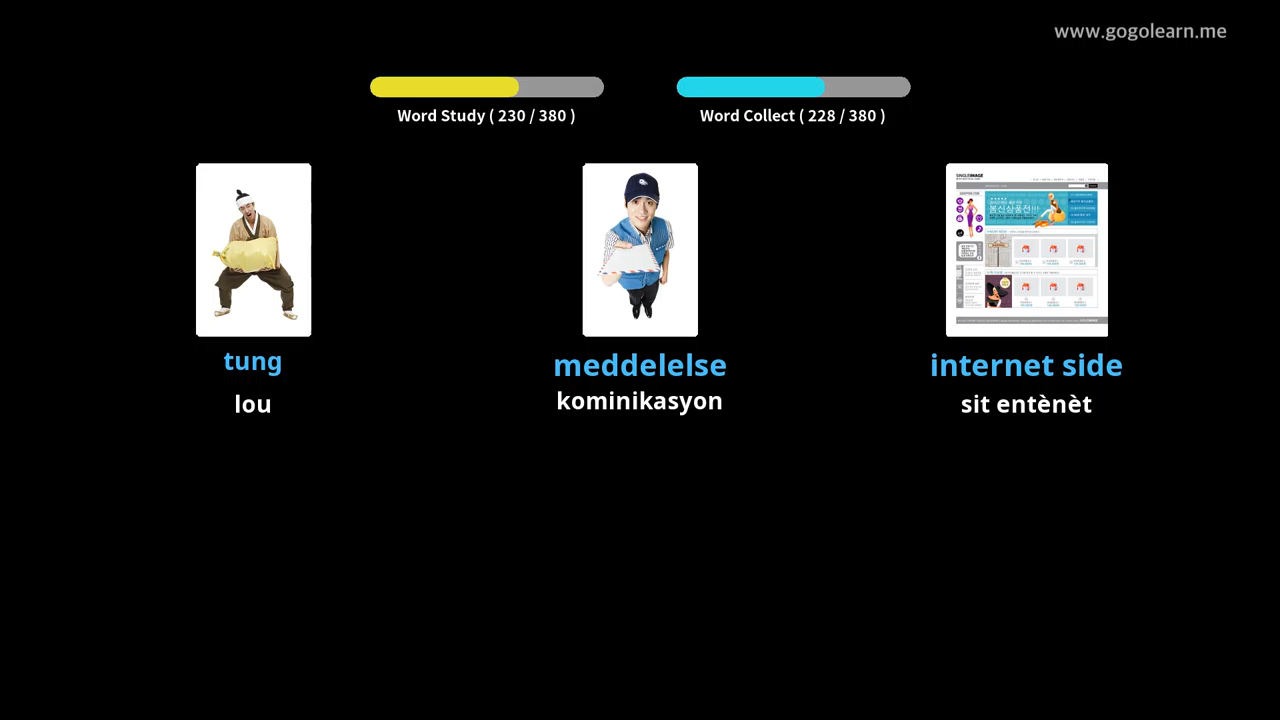 www.gogolearn.me
Word Study ( 230 / 380 )
Word Collect ( 228 / 380 )
tung
meddelelse
internet side
lou
kominikasyon
sit entènèt